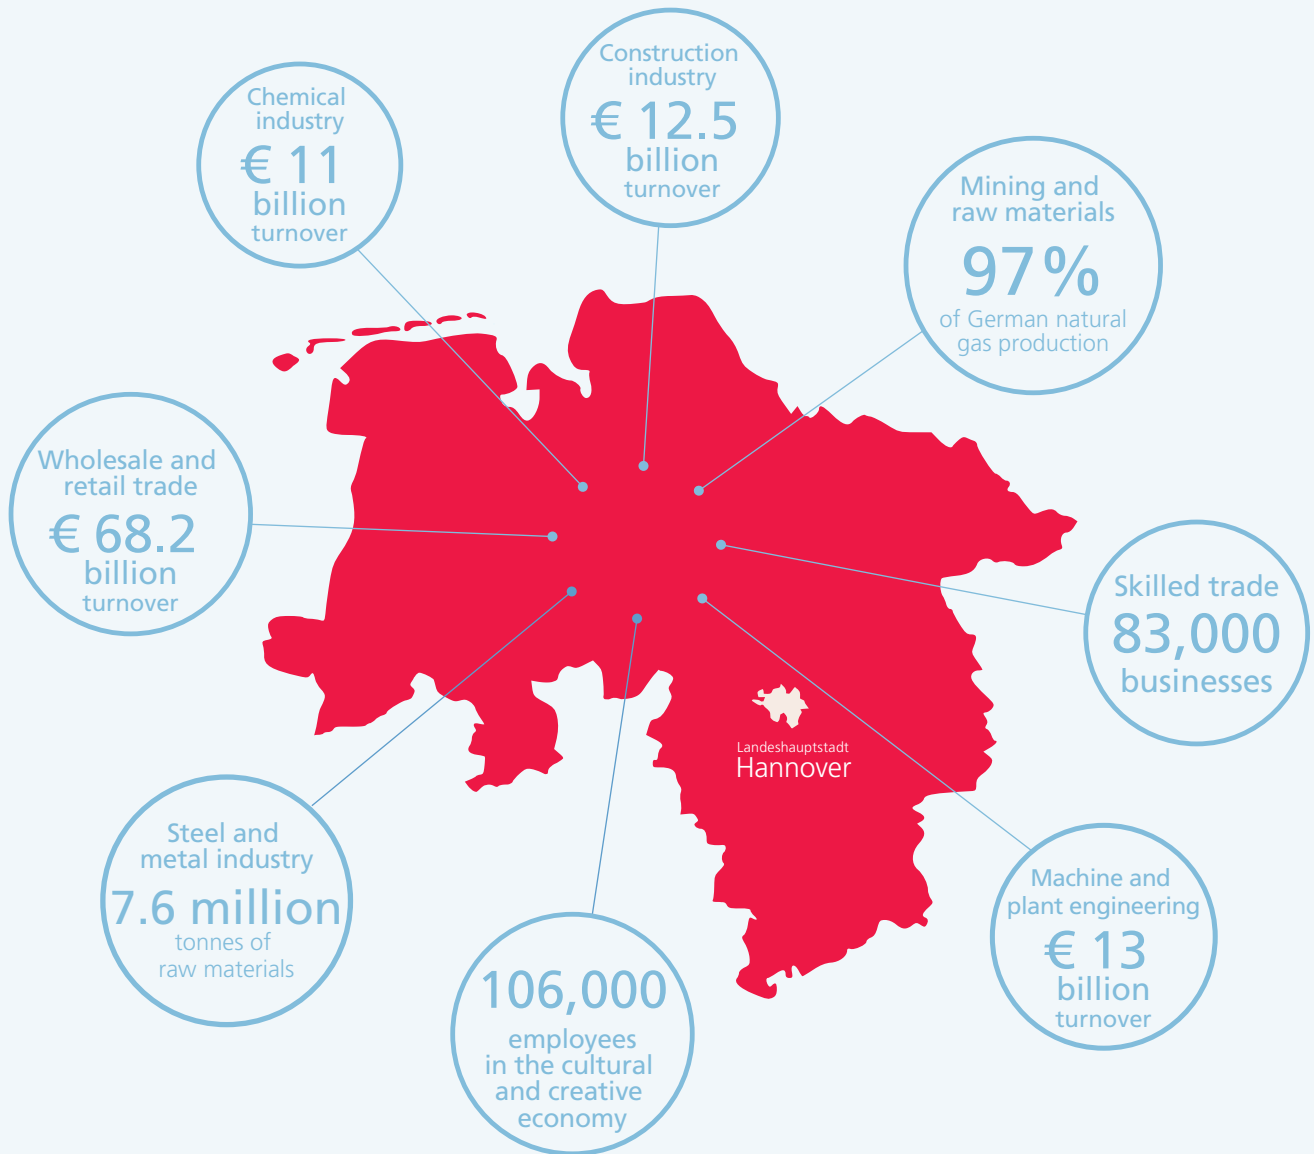 Construction
industry
€ 12.5
billion
turnover
Chemical
industry
€ 11
billion
turnover
Mining and
raw materials
97 %
of German natural
gas production
Wholesale and
retail trade
€ 68.2
billion
turnover
Skilled trade
83,000
businesses
Landeshauptstadt
Hannover
Steel and
metal industry
7.6 million
tonnes of
raw materials
Machine and
plant engineering
€ 13
billion
turnover
106,000
employees
in the cultural
and creative
economy